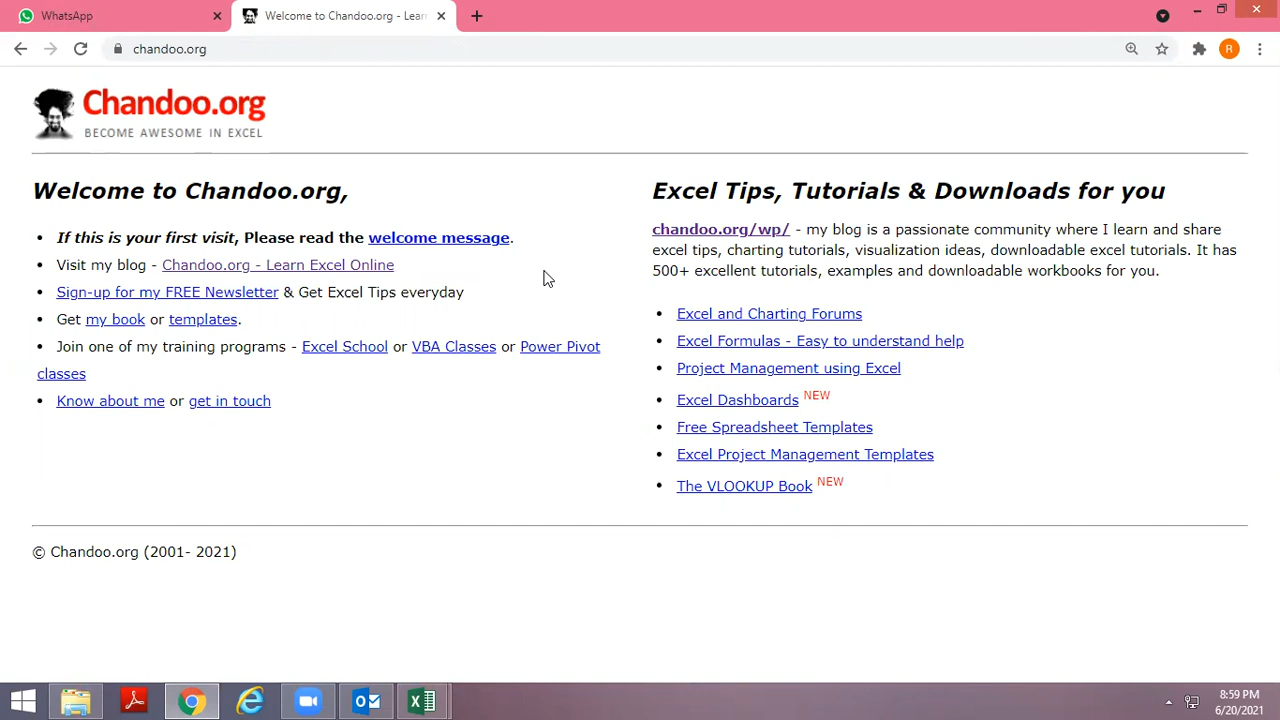 WhatsApp
Welcome to Chandoo.org - Lear
chandoo.org
R
Chandoo.org
BECOME AWESOME IN EXCEL
Welcome to Chandoo.org,
• If this is your first visit, Please read the welcome message.
• Visit my blog - Chandoo.org - Learn Excel Online
• Sign-up for my FREE Newsletter & Get Excel Tips everyday
• Get my book or templates.
• Join one of my training programs - Excel School or VBA Classes or Power Pivot
classes
• Know about me or get in touch
Excel Tips, Tutorials & Downloads for you
chandoo.org/wp/ - my blog is a passionate community where I learn and share
excel tips, charting tutorials, visualization ideas, downloadable excel tutorials. It has
500+ excellent tutorials, examples and downloadable workbooks for you.
• Excel and Charting Forums
• Excel Formulas - Easy to understand help
• Project Management using Excel
• Excel Dashboards NEW
• Free Spreadsheet Templates
• Excel Project Management Templates
• The VLOOKUP Book NEW
© Chandoo.org (2001- 2021)
8:59 PM
6/20/2021